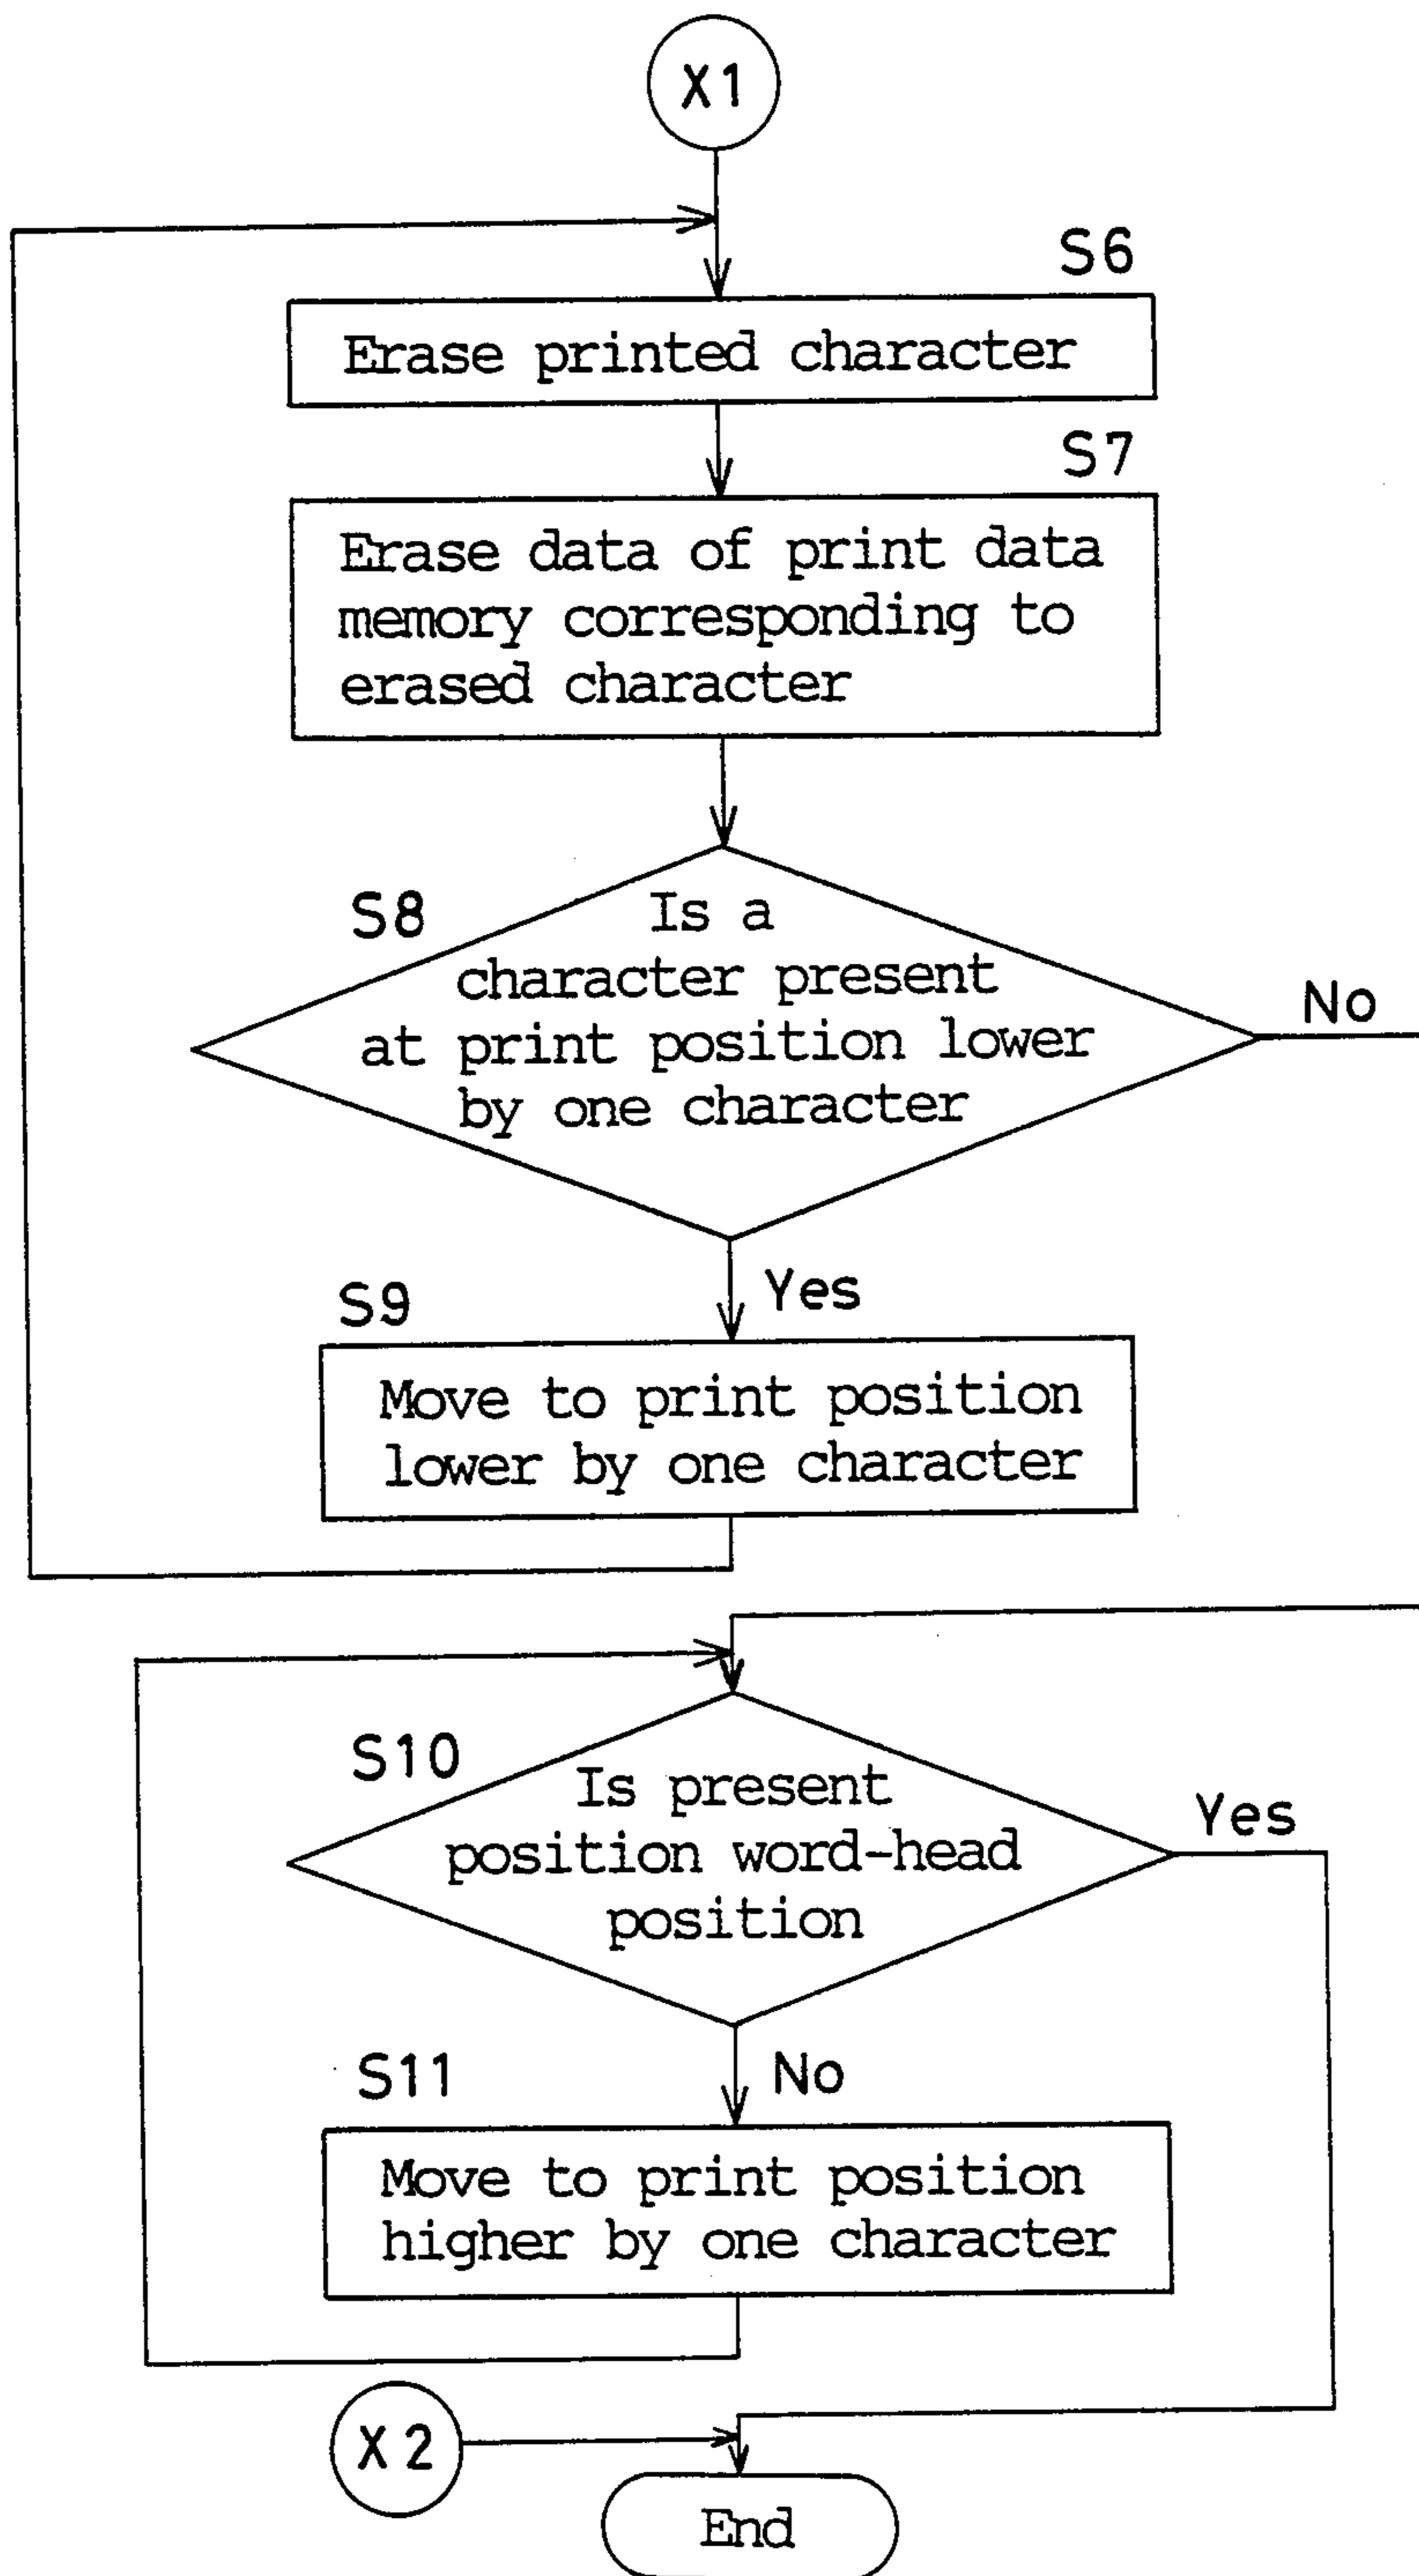 X1
S6
Erase printed character
S7
Erase data of print data
memory corresponding to
erased character
S8
Is a
character present
at print position lower
by one character
No
Yes
S9
Move to print position
lower by one character
S10
Is present
position word-head
position
Yes
No
S11
Move to print position
higher by one character
X2
End